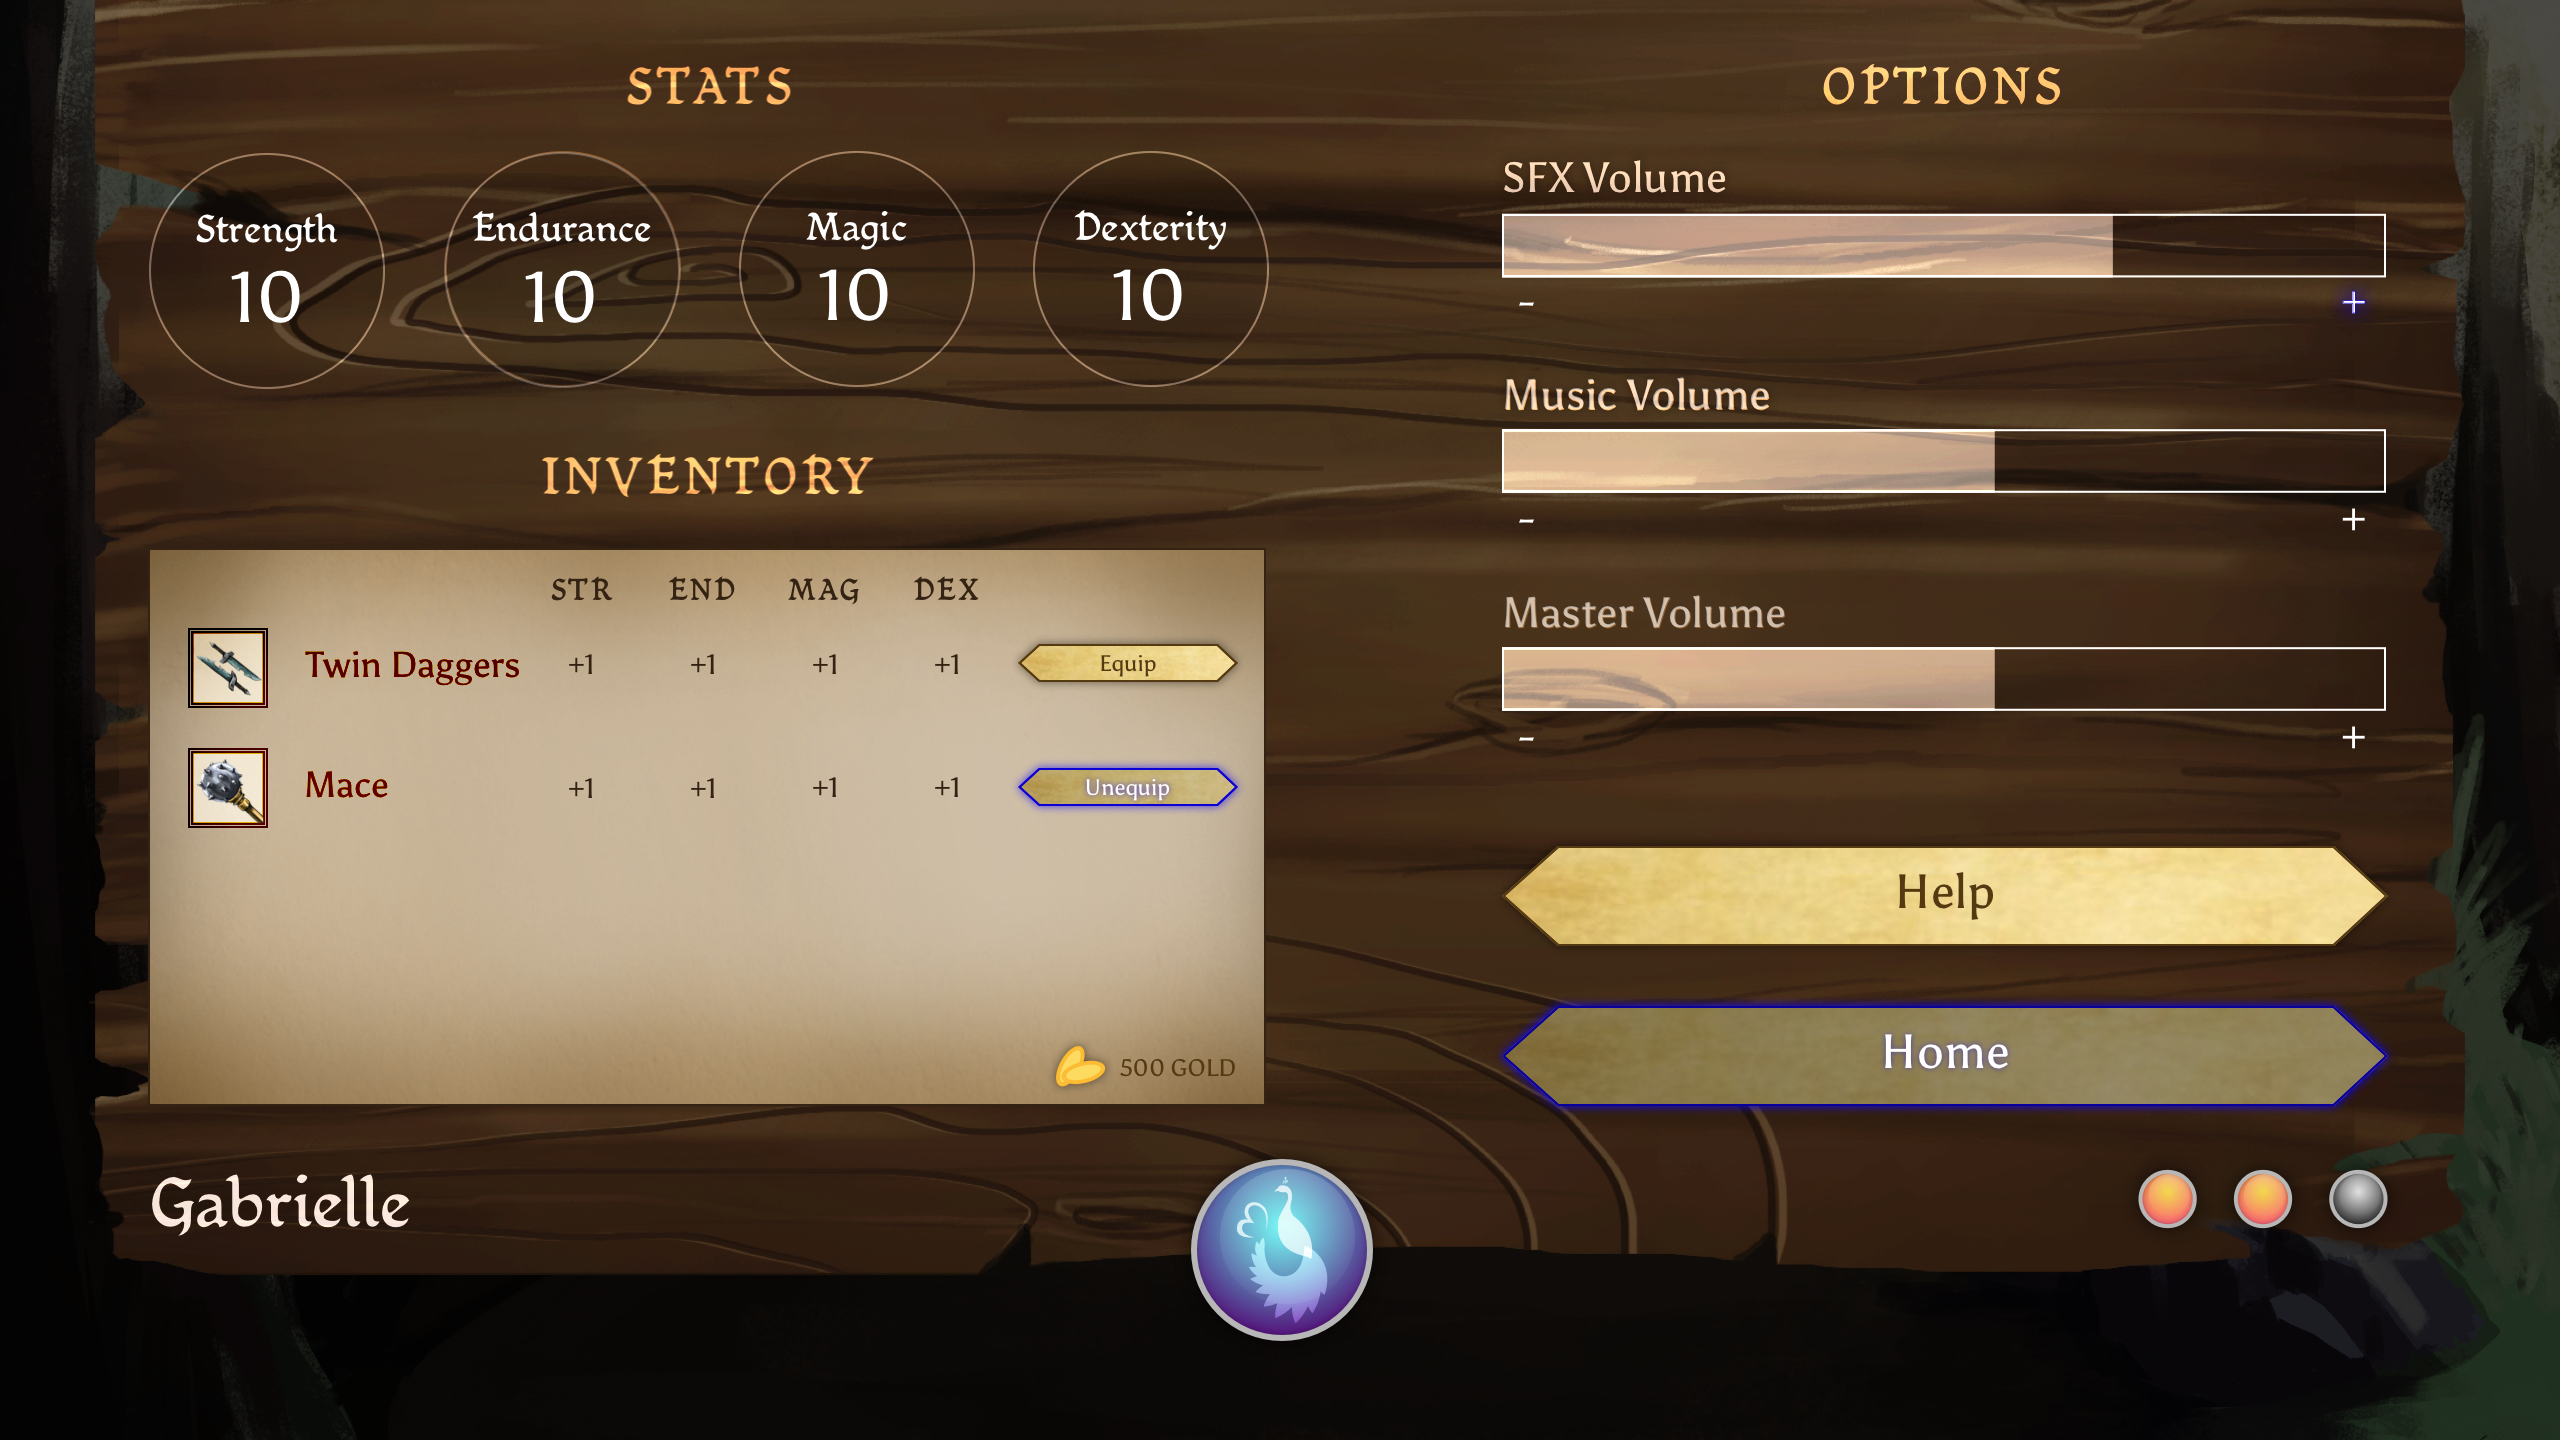 STATS
Strength
10
Endurance
10
Magic
10
Dexterity
10
INVENTORY
STR END MAG DEX
Twin Daggers +1 +1 +1 +1 Equip
Mace +1 +1 +1 +1 Unequip
500 GOLD
Gabrielle
OPTIONS
SFX Volume
- +
Music Volume
- +
Master Volume
- +
Help
Home